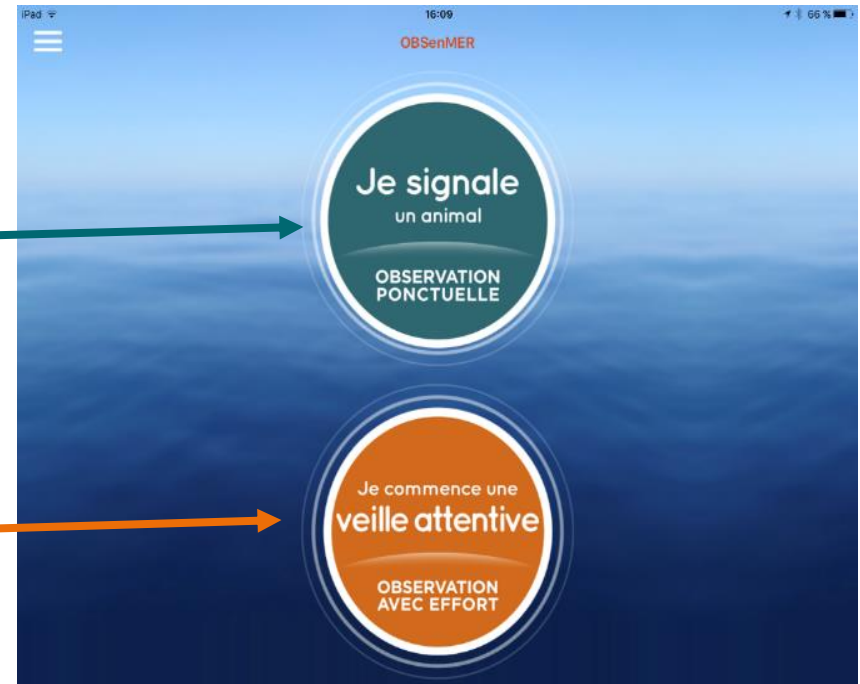 iPad 16:09 66 %
OBSenMER
Je signale
un animal
OBSERVATION
PONCTUELLE
Je commence une
veille attentive
OBSERVATION
AVEC EFFORT